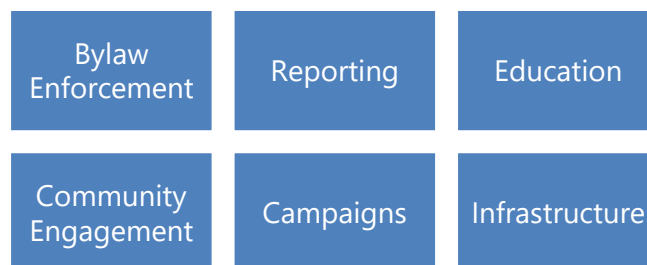 Bylaw
Enforcement
Reporting
Education
Community
Engagement
Campaigns
Infrastructure